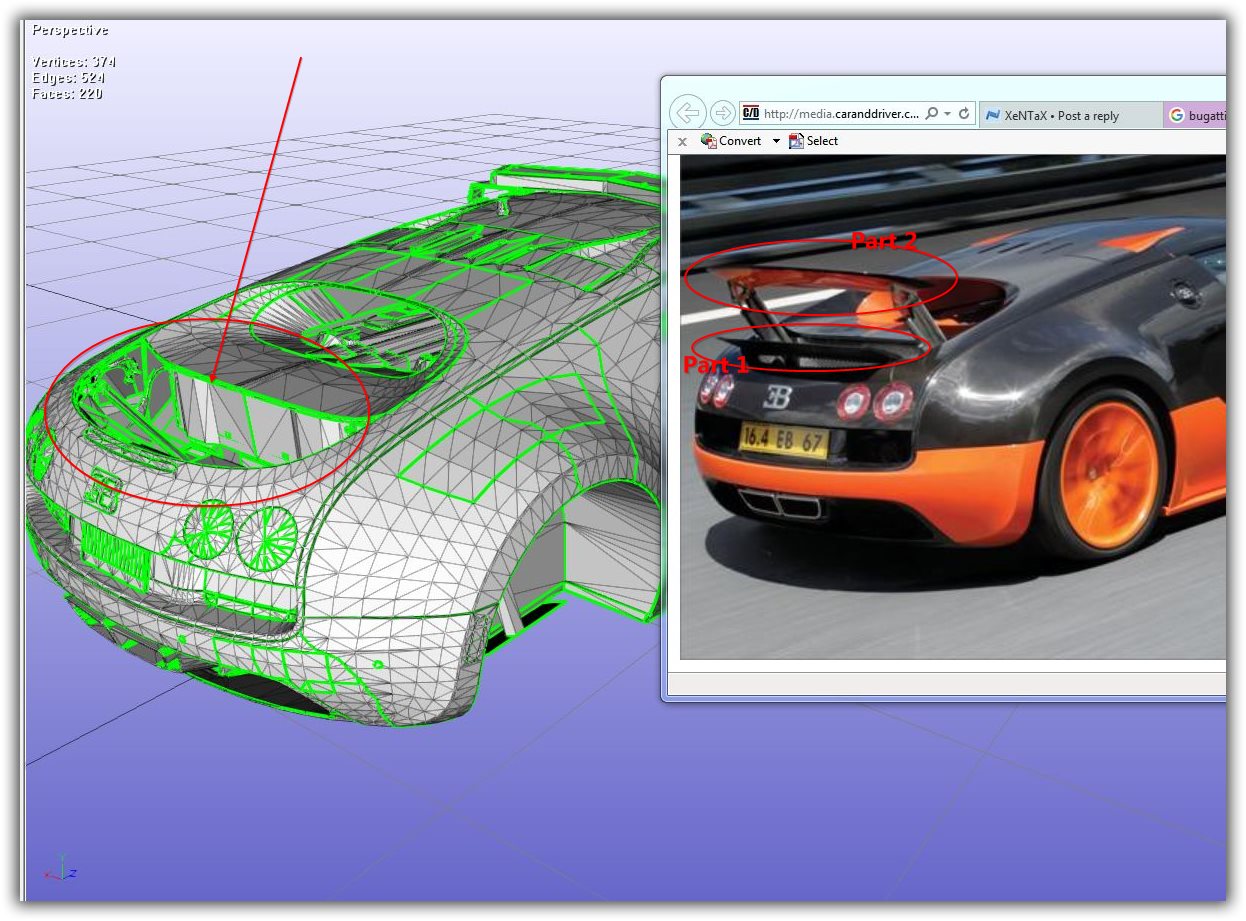 Perspective
Vertices: 374
Edges: 524
Faces: 220
C/D http://media.caranddriver.c...
XeNTaX • Post a reply
bugatti
x Convert Select
Part 2
Part 1
EB
16.4 EB 67